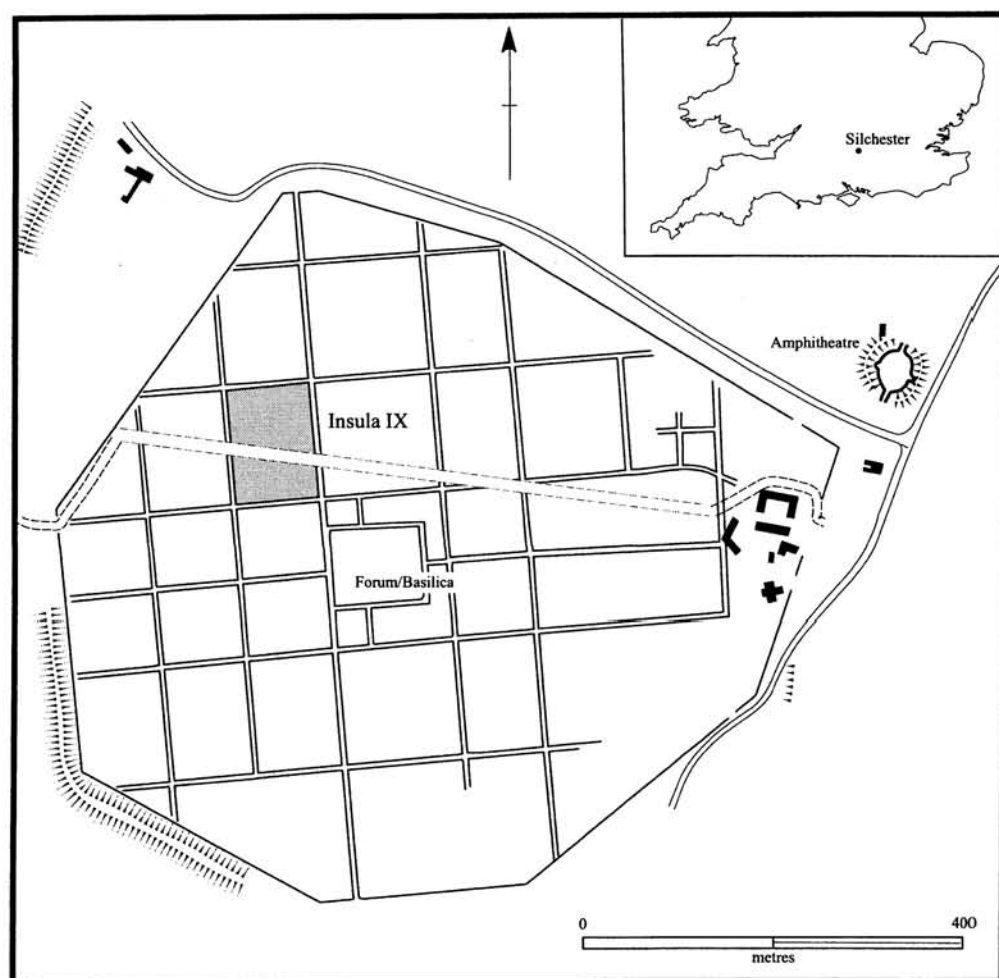 Silchester
Amphitheatre
Insula IX
Forum/Basilica
0 400
metres